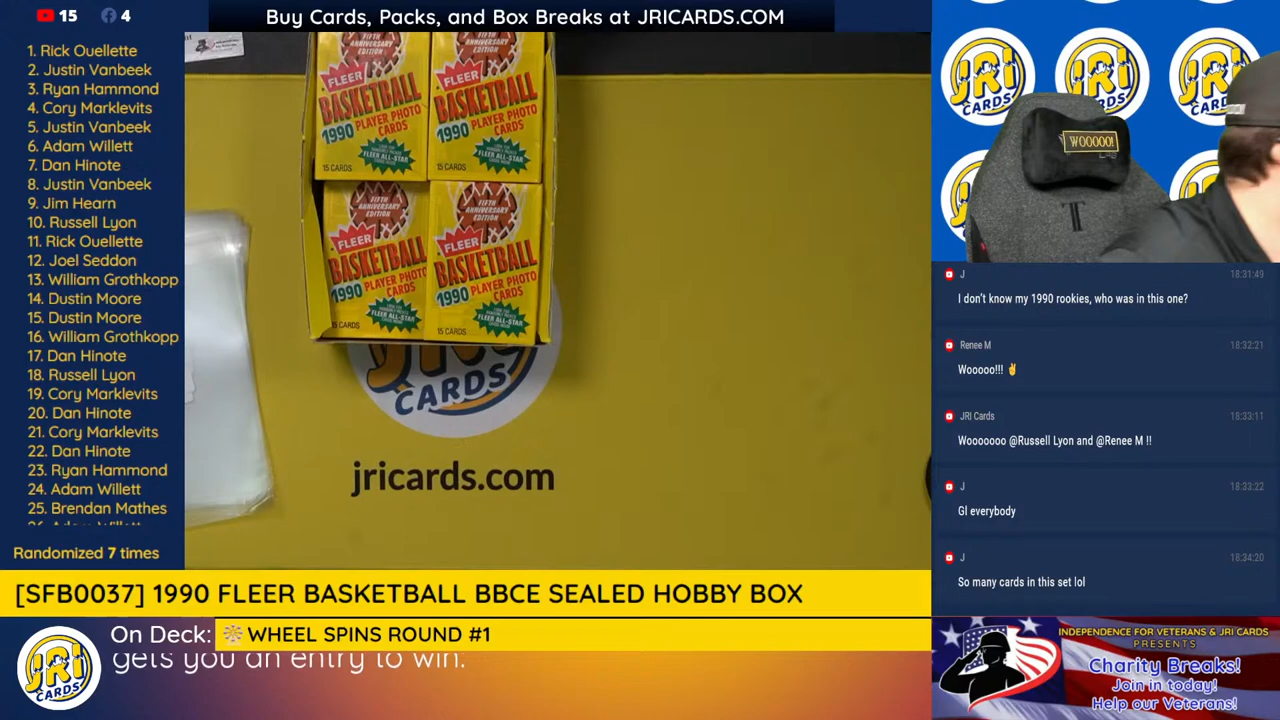 15 4
Buy Cards, Packs, and Box Breaks at JRICARDS.COM
1. Rick Ouellette
2. Justin Vanbeek
3. Ryan Hammond
4. Cory Marklevits
5. Justin Vanbeek
6. Adam Willett
7. Dan Hinote
8. Justin Vanbeek
9. Jim Hearn
10. Russell Lyon
11. Rick Ouellette
12. Joel Seddon
13. William Grothkopp
14. Dustin Moore
15. Dustin Moore
16. William Grothkopp
17. Dan Hinote
18. Russell Lyon
19. Cory Marklevits
20. Dan Hinote
21. Cory Marklevits
22. Dan Hinote
23. Ryan Hammond
24. Adam Willett
25. Brendan Mathes
26. Adam Willett
Randomized 7 times
ANNIVERSARY EDITION
FLEER
BASKETBALL
1990 PLAYER PHOTO CARDS
FLEER ALL-STAR
15 CARDS
ANNIVERSARY EDITION
FLEER
BASKETBALL
1990 PLAYER PHOTO CARDS
FLEER ALL-STAR
15 CARDS
FIFTH ANNIVERSARY EDITION
FLEER
BASKETBALL
1990 PLAYER PHOTO CARDS
FLEER ALL-STAR
15 CARDS
FIFTH ANNIVERSARY EDITION
FLEER
BASKETBALL
1990 PLAYER PHOTO CARDS
FLEER ALL-STAR
15 CARDS
JRI
CARDS
jricards.com
JRI
CARDS
JRI
CARDS
JRI
CARDS
WOOOOO!
J 18:31:49
I don't know my 1990 rookies, who was in this one?
Renee M 18:32:21
Wooooo!!! ✌
JRI Cards 18:33:11
Wooooooo @Russell Lyon and @Renee M !!
J 18:33:22
Gl everybody
J 18:34:20
So many cards in this set lol
[SFB0037] 1990 FLEER BASKETBALL BBCE SEALED HOBBY BOX
JRI
CARDS
On Deck: WHEEL SPINS ROUND #1
gets you an entry to win.
INDEPENDENCE FOR VETERANS & JRI CARDS
PRESENTS
Charity Breaks!
Join in today!
Help our Veterans!